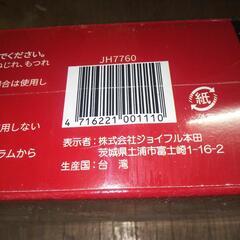 でください。
ねじれ、もつれ
場合は使用し
JH7760
4 716221 001110
紙
用しない
ラムから
表示者：株式会社ジョイフル本田
茨城県土浦市富士崎1-16-2
生産国：台 湾